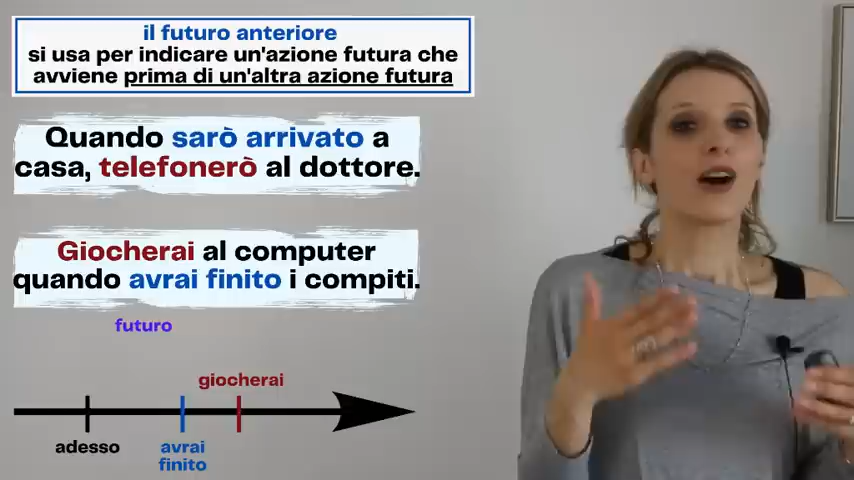 il futuro anteriore
si usa per indicare un'azione futura che
avviene prima di un'altra azione futura
Quando sarò arrivato a
casa, telefonerò al dottore.
Giocherai al computer
quando avrai finito i compiti.
futuro
giocherai
adesso
avrai
finito